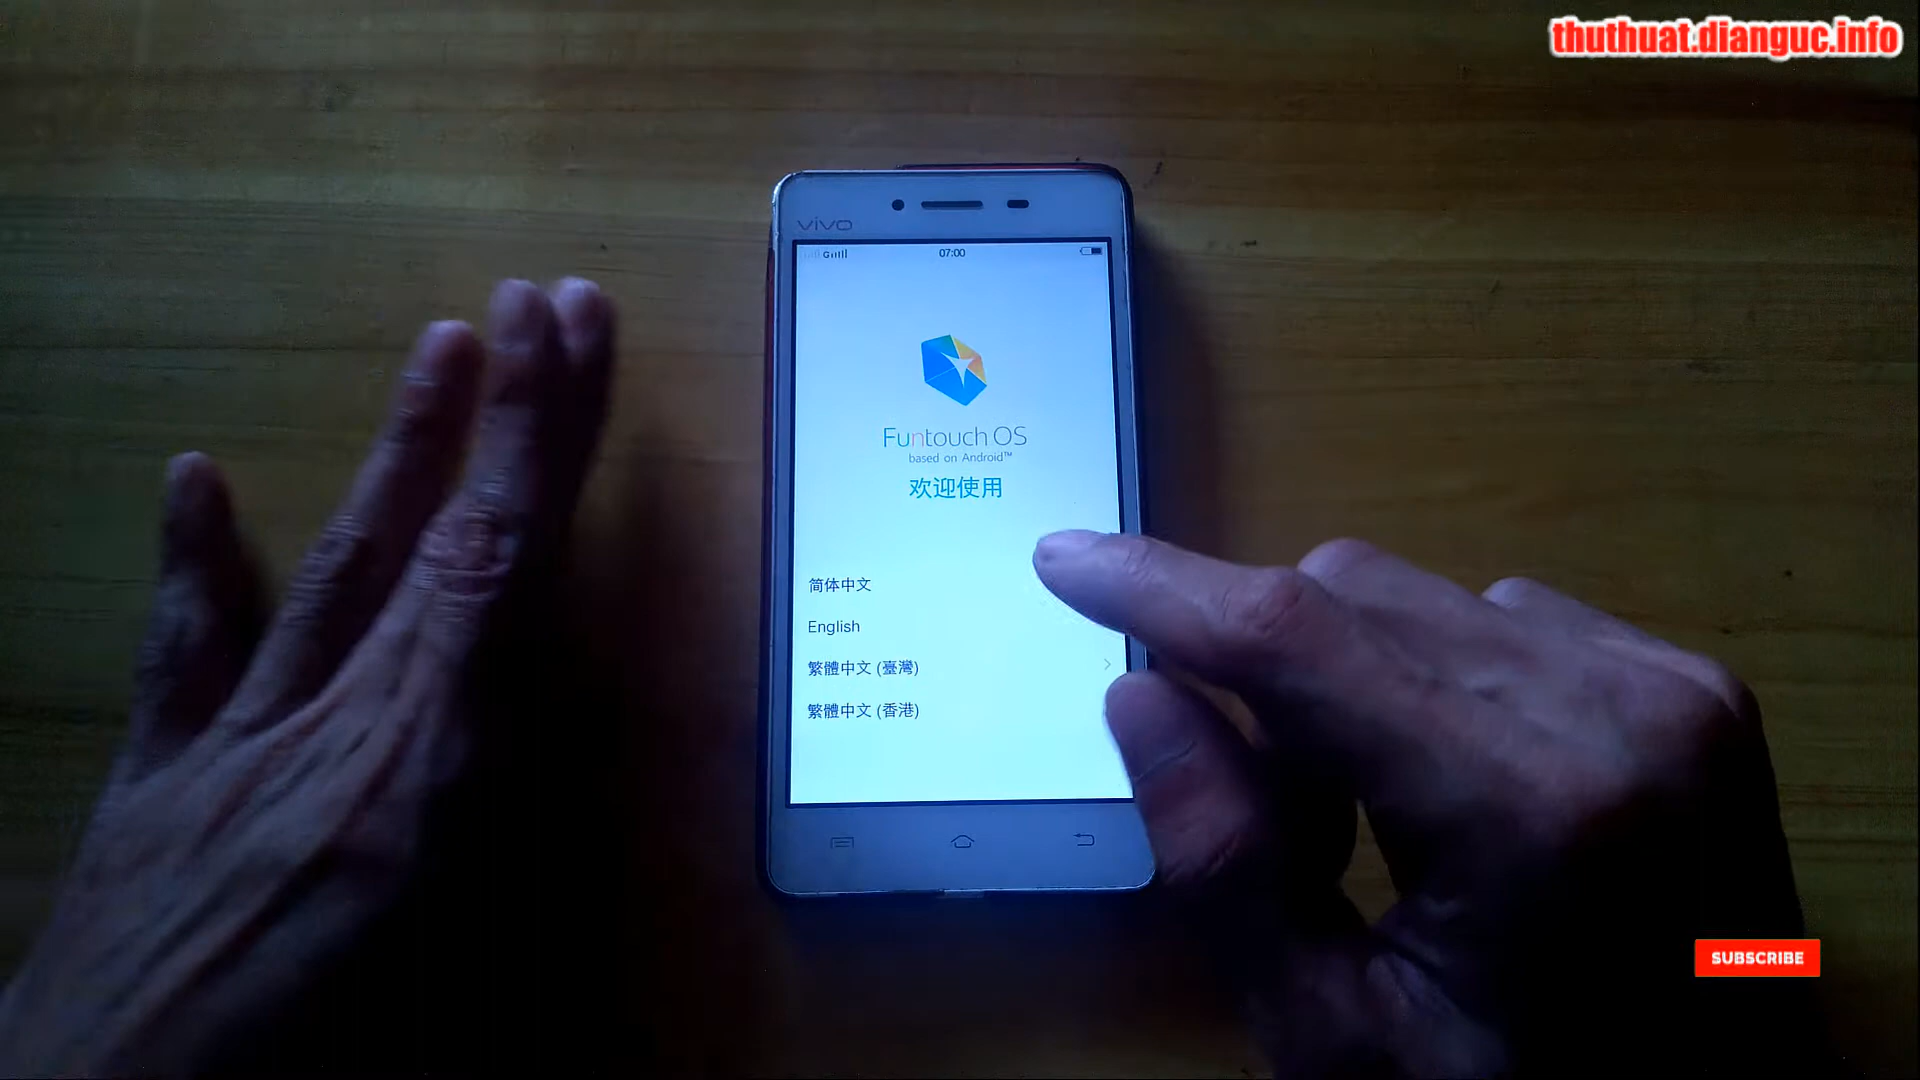 thuthuat.dianguc.info
vivo
07:00
Funtouch OS
based on Android™
欢迎使用
简体中文
English
繁體中文 (臺灣)
繁體中文 (香港)
SUBSCRIBE